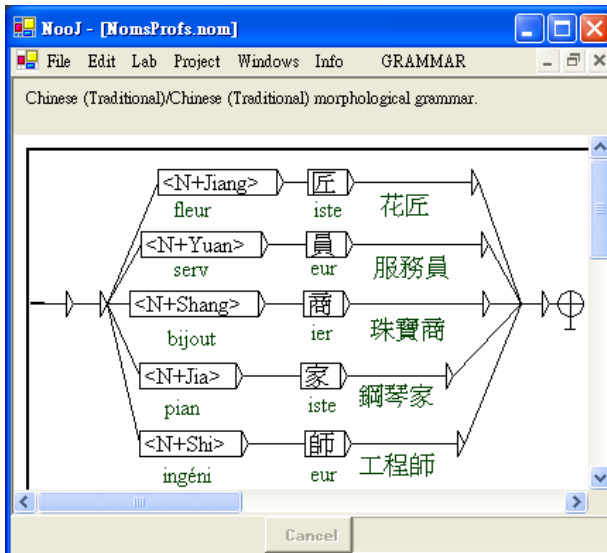 NooJ - [NomsProfs.nom]
File Edit Lab Project Windows Info GRAMMAR
Chinese (Traditional)/Chinese (Traditional) morphological grammar.
<N+Jiang> 匠 花匠
fleur iste
<N+Yuan> 員 服務員
serv eur
<N+Shang> 商 珠寶商
bijout ier
<N+Jia> 家 鋼琴家
pian iste
<N+Shi> 師 工程師
ingéni eur
Cancel